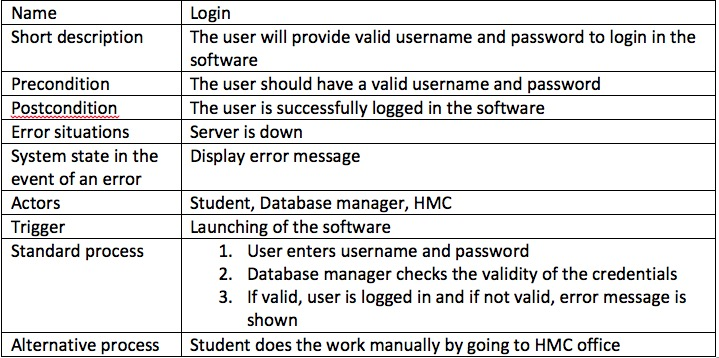 Name Login
Short description The user will provide valid username and password to login in the
software
Precondition The user should have a valid username and password
Postcondition The user is successfully logged in the software
Error situations Server is down
System state in the Display error message
event of an error
Actors Student, Database manager, HMC
Trigger Launching of the software
Standard process 1. User enters username and password
2. Database manager checks the validity of the credentials
3. If valid, user is logged in and if not valid, error message is
shown
Alternative process Student does the work manually by going to HMC office